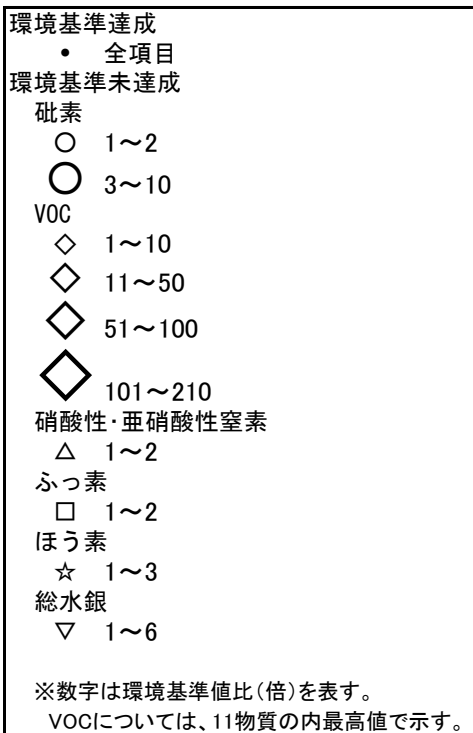 環境基準達成
• 全項目
環境基準未達成
砒素
○ 1～2
○ 3～10
VOC
◇ 1～10
◇ 11～50
◇ 51～100
◇ 101～210
硝酸性・亜硝酸性窒素
△ 1～2
ふっ素
□ 1～2
ほう素
☆ 1～3
総水銀
▽ 1～6
※数字は環境基準値比（倍）を表す。
VOCについては、11物質の内最高値で示す。